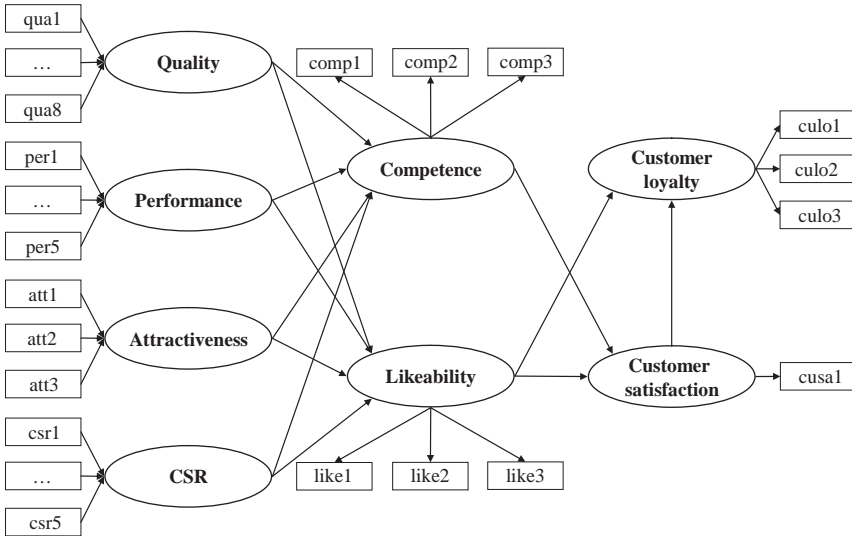 qua1
…
qua8
Quality
comp1
comp2
comp3
per1
…
per5
Performance
Competence
Customer
loyalty
culo1
culo2
culo3
att1
att2
att3
Attractiveness
Likeability
Customer
satisfaction
cusa1
csr1
…
csr5
CSR
like1
like2
like3